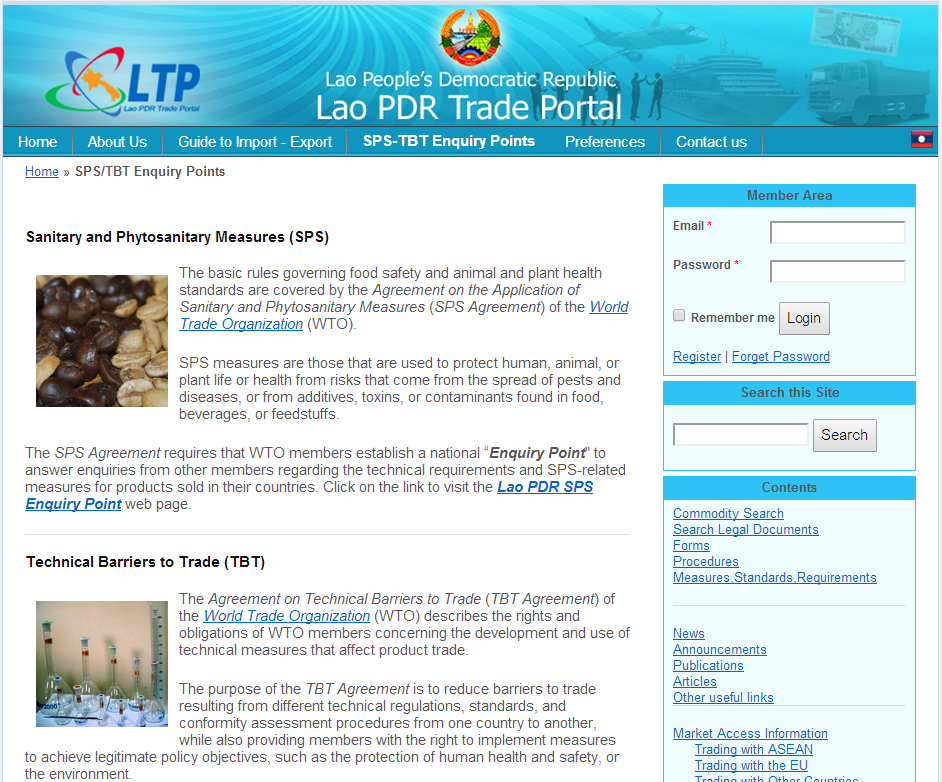 LTP
Lao PDR Trade Portal
Lao People's Democratic Republic
Lao PDR Trade Portal
Home
About Us
Guide to Import - Export
SPS-TBT Enquiry Points
Preferences
Contact us
Home » SPS/TBT Enquiry Points
Sanitary and Phytosanitary Measures (SPS)
The basic rules governing food safety and animal and plant health
standards are covered by the Agreement on the Application of
Sanitary and Phytosanitary Measures (SPS Agreement) of the World
Trade Organization (WTO).
SPS measures are those that are used to protect human, animal, or
plant life or health from risks that come from the spread of pests and
diseases, or from additives, toxins, or contaminants found in food,
beverages, or feedstuffs.
The SPS Agreement requires that WTO members establish a national “Enquiry Point” to
answer enquiries from other members regarding the technical requirements and SPS-related
measures for products sold in their countries. Click on the link to visit the Lao PDR SPS
Enquiry Point web page.
Technical Barriers to Trade (TBT)
The Agreement on Technical Barriers to Trade (TBT Agreement) of
the World Trade Organization (WTO) describes the rights and
obligations of WTO members concerning the development and use of
technical measures that affect product trade.
The purpose of the TBT Agreement is to reduce barriers to trade
resulting from different technical regulations, standards, and
conformity assessment procedures from one country to another,
while also providing members with the right to implement measures
to achieve legitimate policy objectives, such as the protection of human health and safety, or
the environment.
Member Area
Email *
Password *
Remember me
Login
Register | Forget Password
Search this Site
Search
Contents
Commodity Search
Search Legal Documents
Forms
Procedures
Measures,Standards,Requirements
News
Announcements
Publications
Articles
Other useful links
Market Access Information
Trading with ASEAN
Trading with the EU
Trading with Other Countries